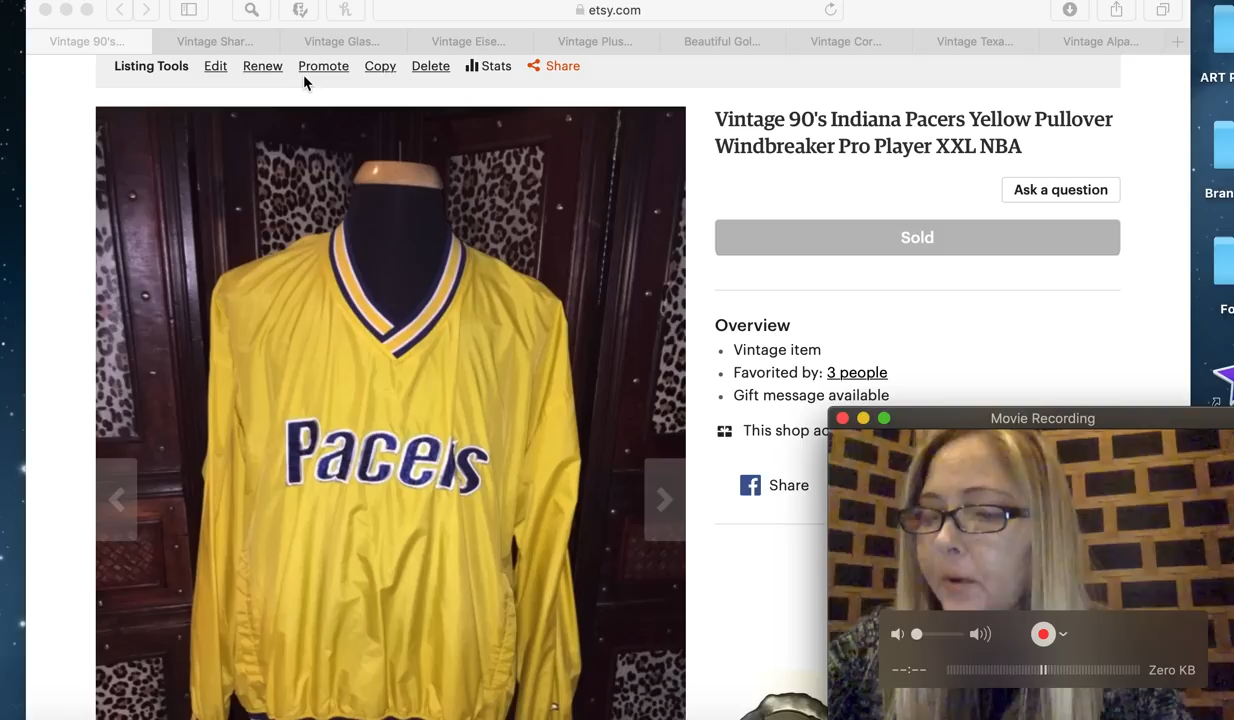 etsy.com
Vintage 90's...
Vintage Shar...
Vintage Glas...
Vintage Eise...
Vintage Plus...
Beautiful Gol...
Vintage Cor...
Vintage Texa...
Vintage Alpa...
Listing Tools Edit Renew Promote Copy Delete Stats Share
ART P
Vintage 90's Indiana Pacers Yellow Pullover
Windbreaker Pro Player XXL NBA
Ask a question
Bran
Sold
Fo
Overview
Vintage item
Favorited by: 3 people
Gift message available
This shop ac
Share
Pacers
Movie Recording
--:--
Zero KB